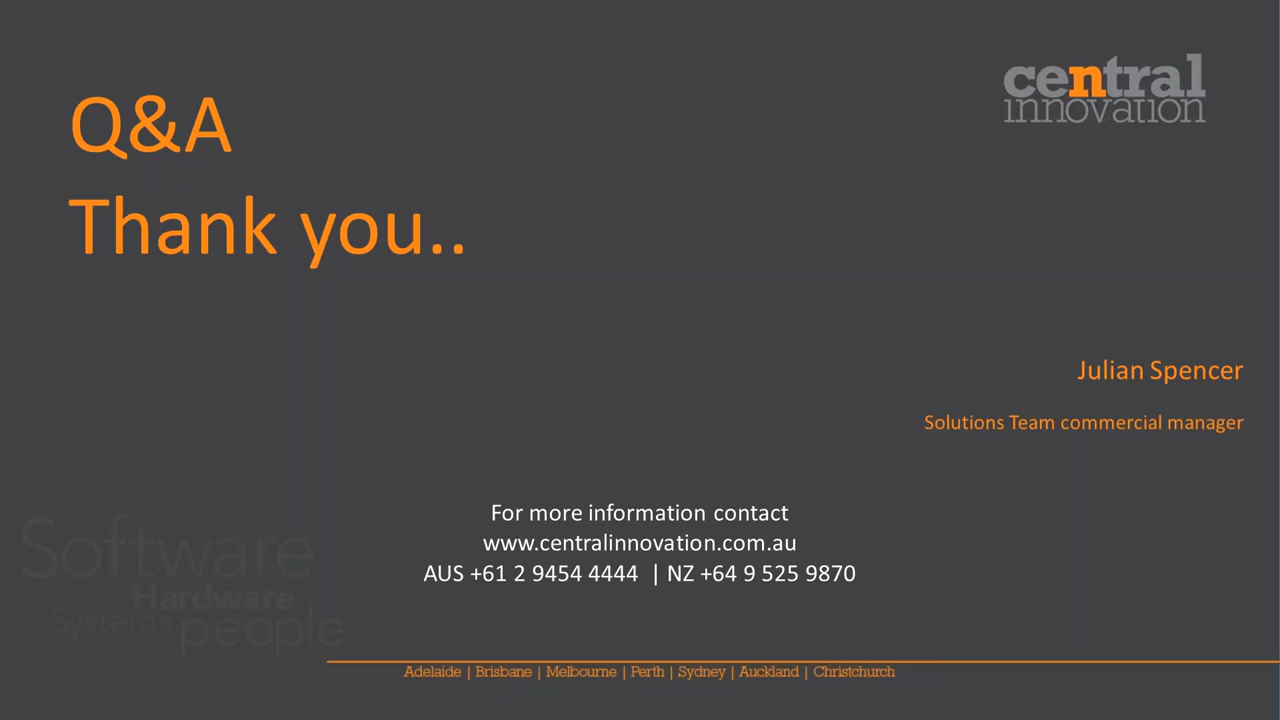 central
innovation
Q&A
Thank you..
Julian Spencer
Solutions Team commercial manager
For more information contact
www.centralinnovation.com.au
AUS +61 2 9454 4444 | NZ +64 9 525 9870
Software
Hardware
Systems people
Adelaide | Brisbane | Melbourne | Perth | Sydney | Auckland | Christchurch